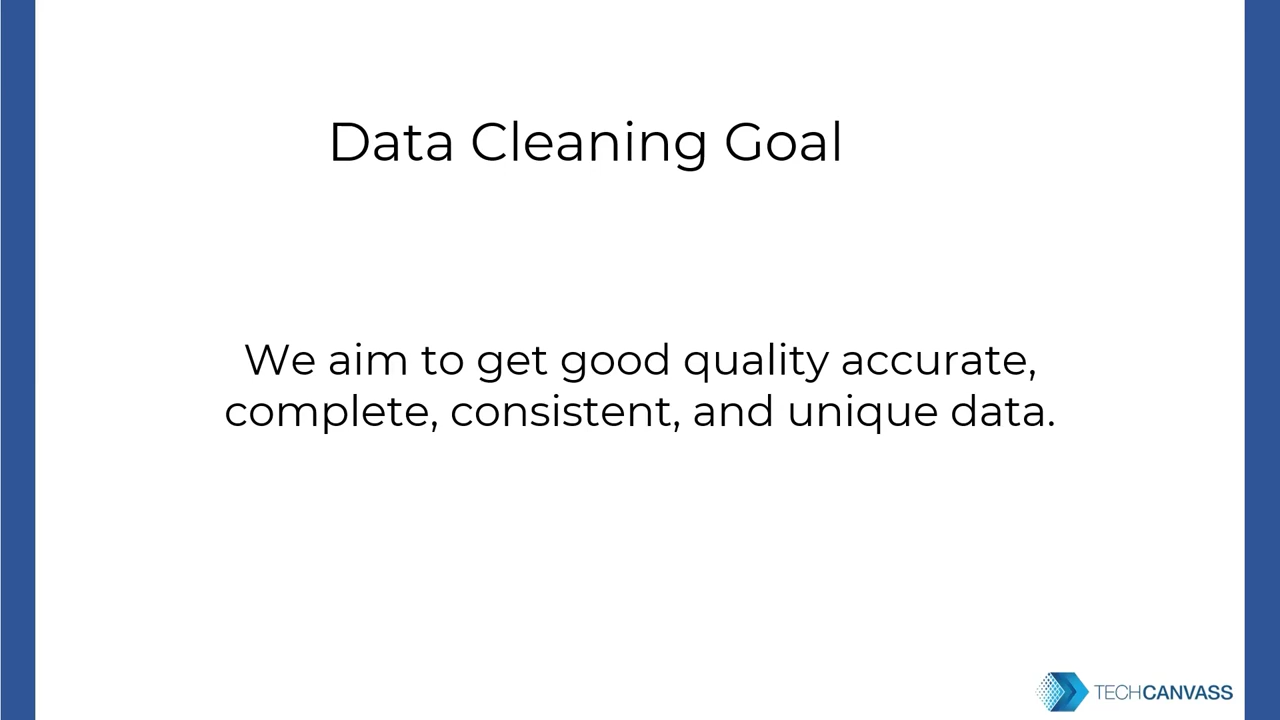 Data Cleaning Goal
We aim to get good quality accurate,
complete, consistent, and unique data.
TECHCANVASS